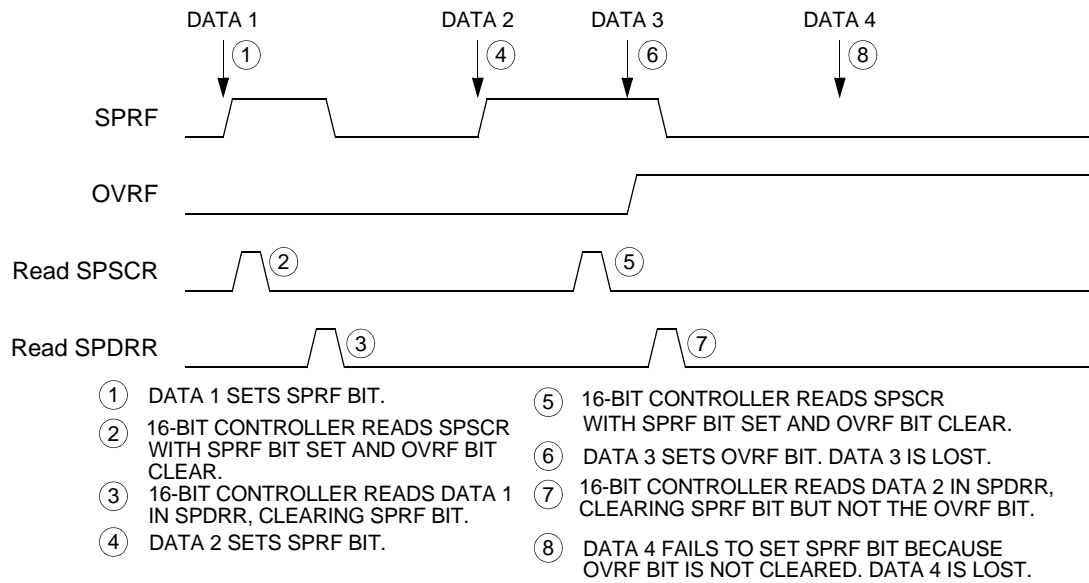 DATA 1
DATA 2
DATA 3
DATA 4
1
4
6
8
SPRF
OVRF
Read SPSCR
2
5
Read SPDRR
3
7
1 DATA 1 SETS SPRF BIT.
2 16-BIT CONTROLLER READS SPSCR
WITH SPRF BIT SET AND OVRF BIT
CLEAR.
3 16-BIT CONTROLLER READS DATA 1
IN SPDRR, CLEARING SPRF BIT.
4 DATA 2 SETS SPRF BIT.
5 16-BIT CONTROLLER READS SPSCR
WITH SPRF BIT SET AND OVRF BIT CLEAR.
6 DATA 3 SETS OVRF BIT. DATA 3 IS LOST.
7 16-BIT CONTROLLER READS DATA 2 IN SPDRR,
CLEARING SPRF BIT BUT NOT THE OVRF BIT.
8 DATA 4 FAILS TO SET SPRF BIT BECAUSE
OVRF BIT IS NOT CLEARED. DATA 4 IS LOST.